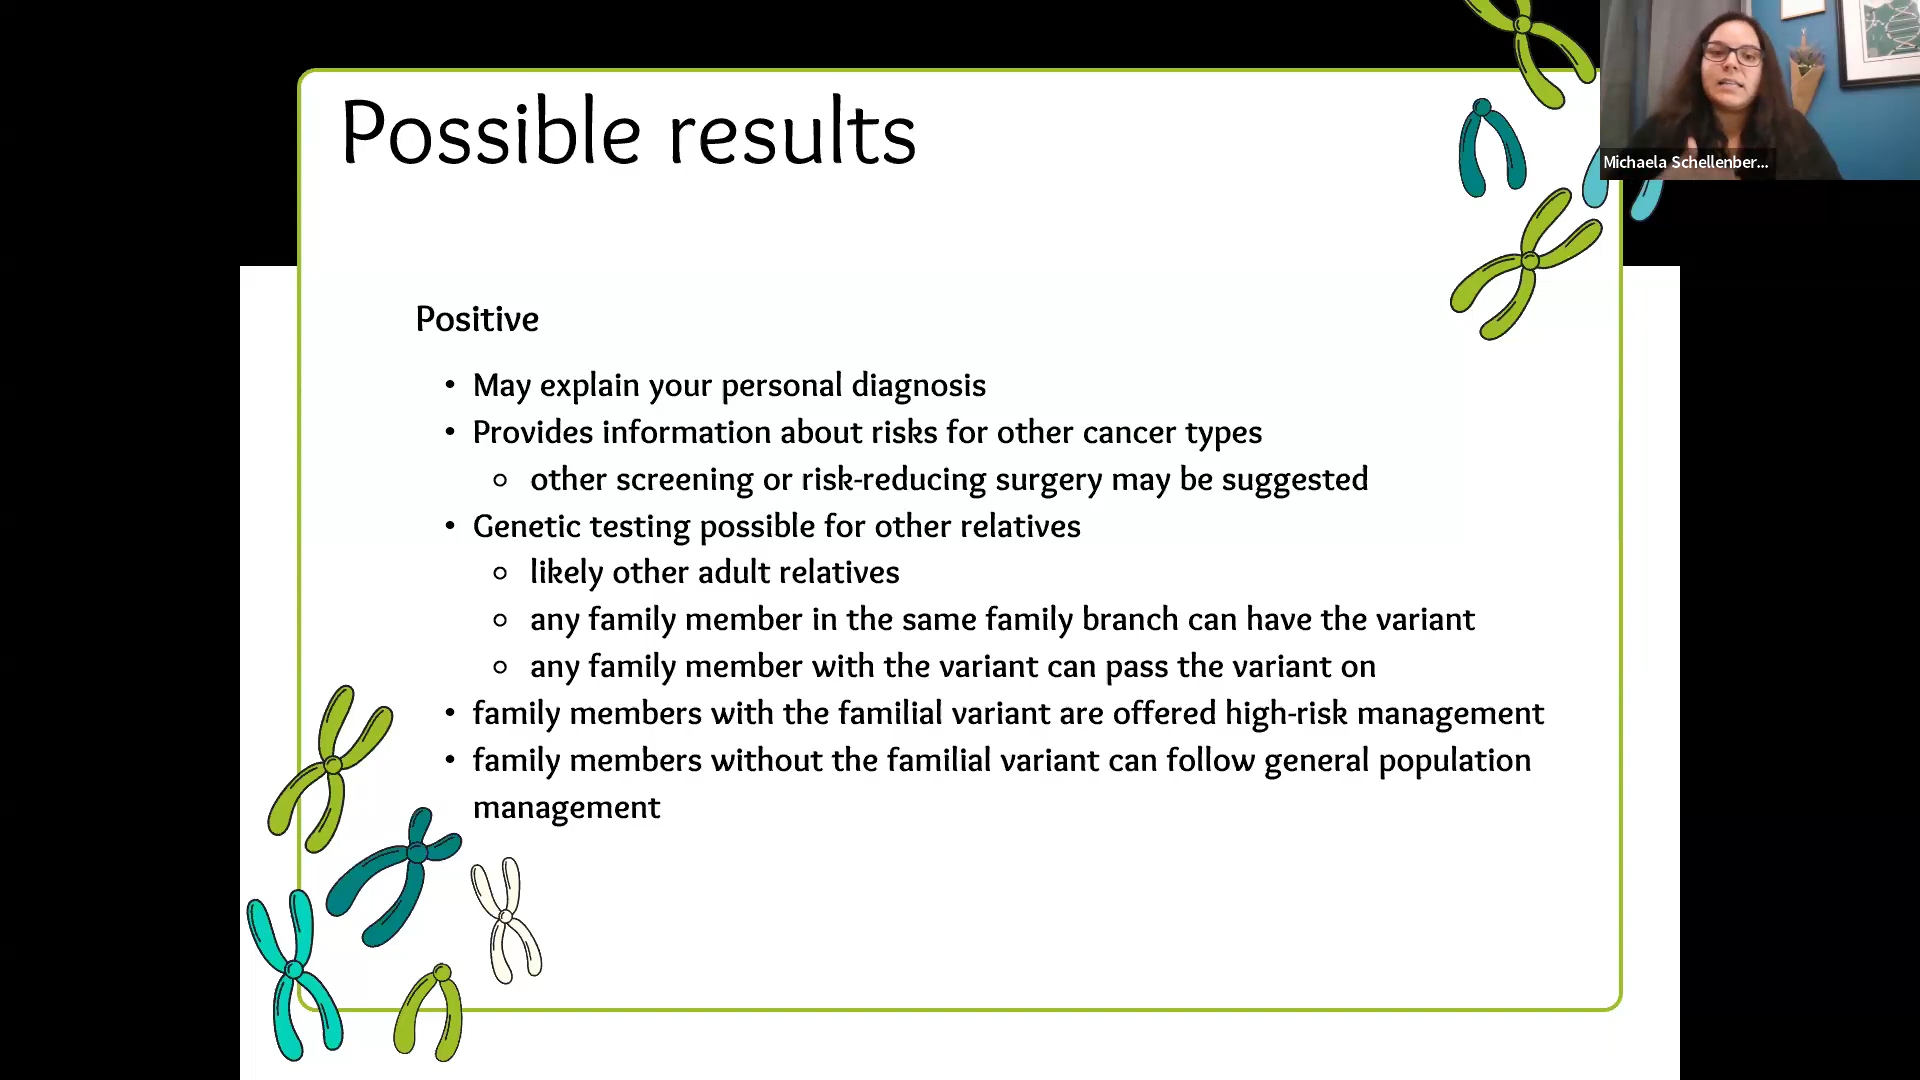 Possible results
Michaela Schellenber...
Positive
• May explain your personal diagnosis
• Provides information about risks for other cancer types
○ other screening or risk-reducing surgery may be suggested
• Genetic testing possible for other relatives
○ likely other adult relatives
○ any family member in the same family branch can have the variant
○ any family member with the variant can pass the variant on
• family members with the familial variant are offered high-risk management
• family members without the familial variant can follow general population
management